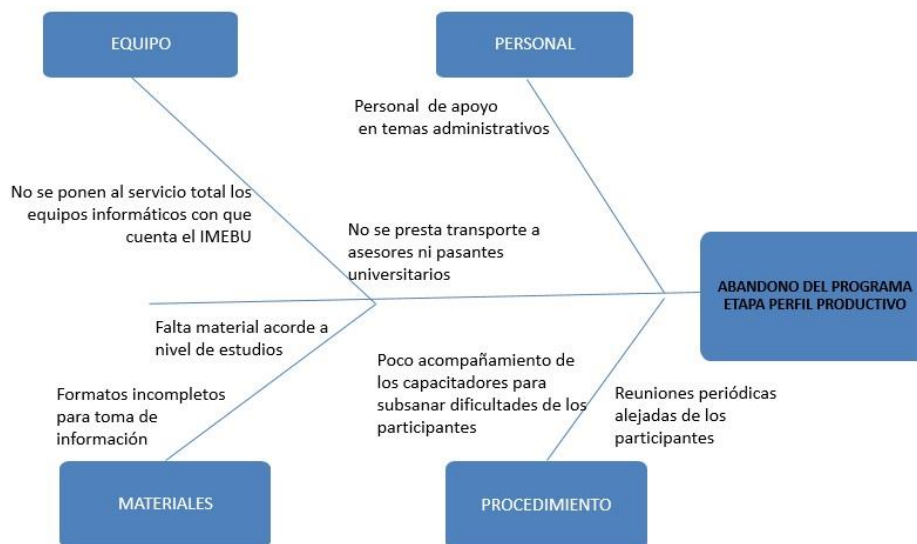 EQUIPO
PERSONAL
Personal de apoyo
en temas administrativos
No se ponen al servicio total los
equipos informáticos con que
cuenta el IMEBU
No se presta transporte a
asesores ni pasantes
universitarios
ABANDONO DEL PROGRAMA
ETAPA PERFIL PRODUCTIVO
Falta material acorde a
nivel de estudios
Poco acompañamiento de
los capacitadores para
subsanar dificultades de los
participantes
Formatos incompletos
para toma de
información
Reuniones periódicas
alejadas de los
participantes
MATERIALES
PROCEDIMIENTO